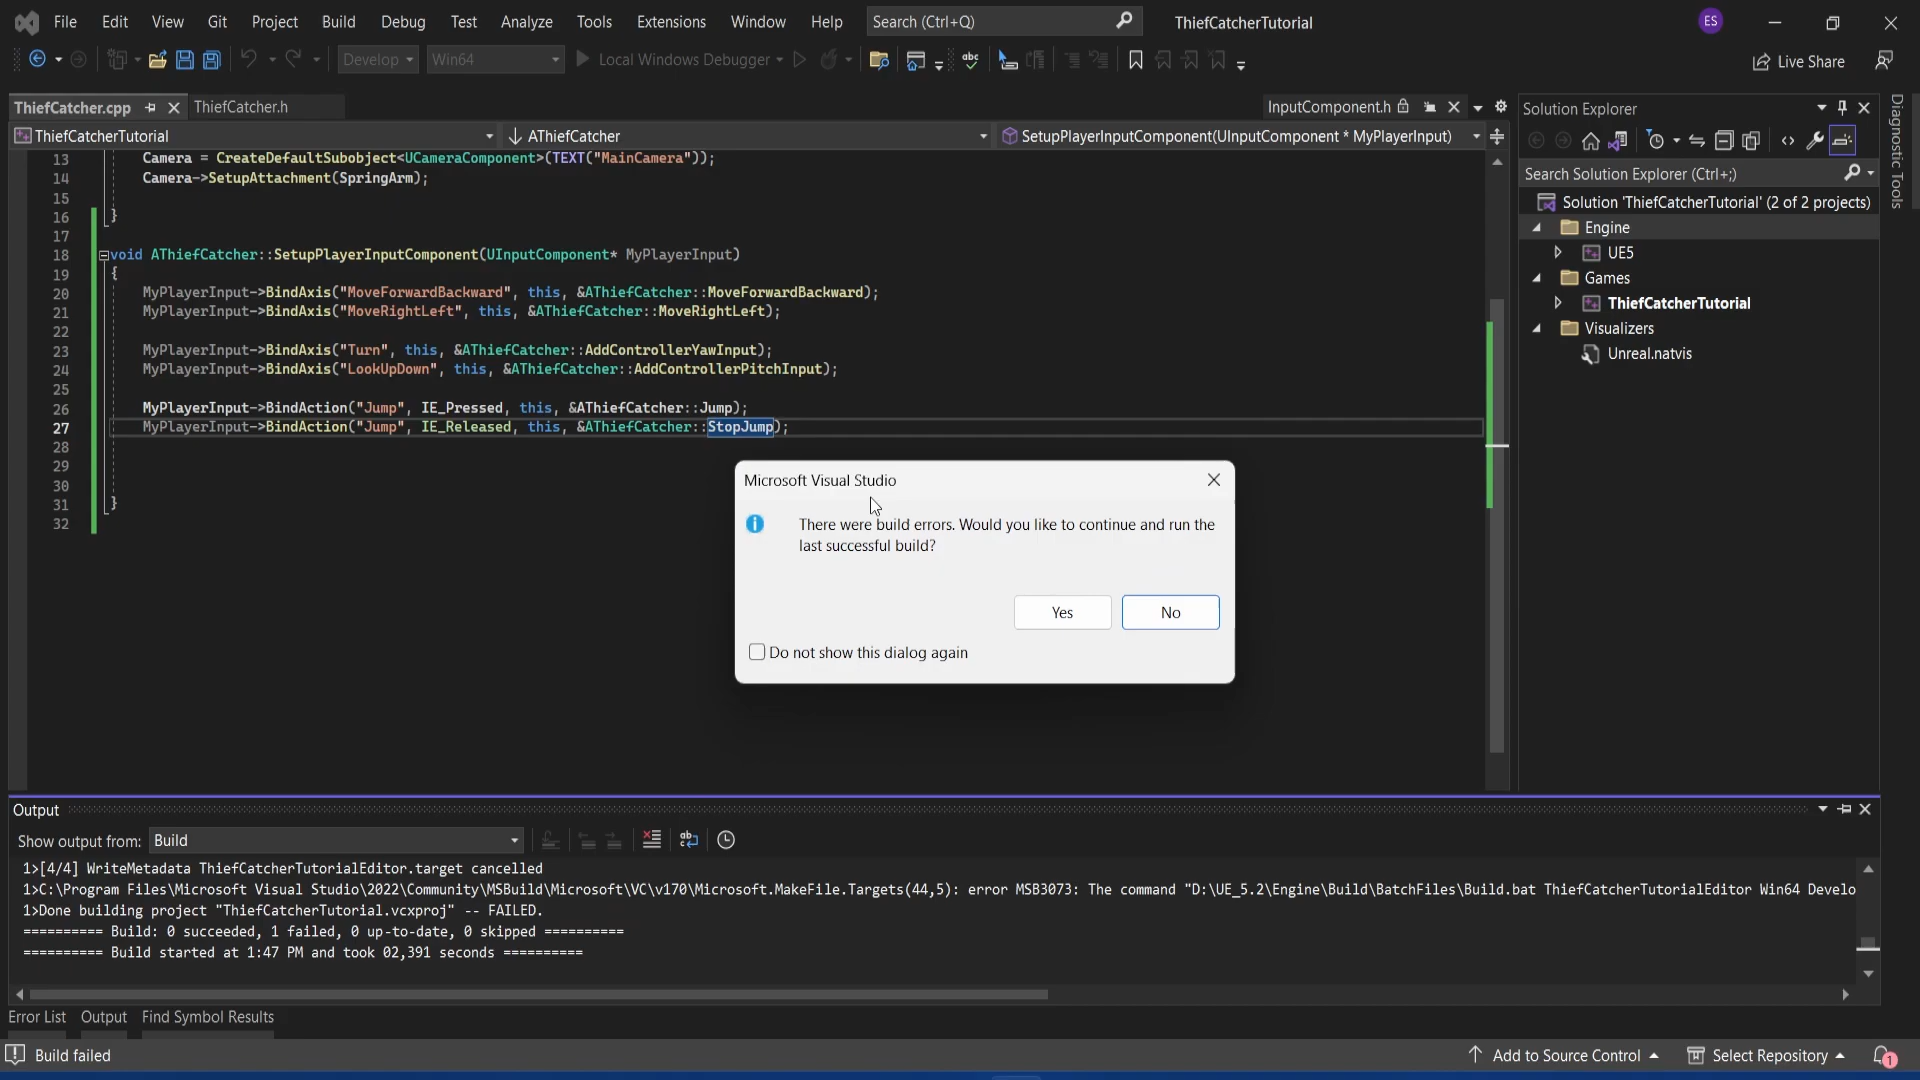 File Edit View Git Project Build Debug Test Analyze Tools Extensions Window Help Search (Ctrl+Q) ThiefCatcherTutorial ES
Develop Win64 Local Windows Debugger abc Live Share
ThiefCatcher.cpp ThiefCatcher.h InputComponent.h
ThiefCatcherTutorial AThiefCatcher SetupPlayerInputComponent(UInputComponent * MyPlayerInput)
13 Camera = CreateDefaultSubobject<UCameraComponent>(TEXT("MainCamera"));
14 Camera->SetupAttachment(SpringArm);
15
16 }
17
18 void AThiefCatcher::SetupPlayerInputComponent(UInputComponent* MyPlayerInput)
19 {
20 MyPlayerInput->BindAxis("MoveForwardBackward", this, &AThiefCatcher::MoveForwardBackward);
21 MyPlayerInput->BindAxis("MoveRightLeft", this, &AThiefCatcher::MoveRightLeft);
22
23 MyPlayerInput->BindAxis("Turn", this, &AThiefCatcher::AddControllerYawInput);
24 MyPlayerInput->BindAxis("LookUpDown", this, &AThiefCatcher::AddControllerPitchInput);
25
26 MyPlayerInput->BindAction("Jump", IE_Pressed, this, &AThiefCatcher::Jump);
27 MyPlayerInput->BindAction("Jump", IE_Released, this, &AThiefCatcher::StopJump);
28
29
30
31 }
32
Microsoft Visual Studio
There were build errors. Would you like to continue and run the
last successful build?
Yes No
Do not show this dialog again
Solution Explorer
Search Solution Explorer (Ctrl+;)
Solution 'ThiefCatcherTutorial' (2 of 2 projects)
Engine
UE5
Games
ThiefCatcherTutorial
Visualizers
Unreal.natvis
Diagnostic Tools
Output
Show output from: Build
1>[4/4] WriteMetadata ThiefCatcherTutorialEditor.target cancelled
1>C:\Program Files\Microsoft Visual Studio\2022\Community\MSBuild\Microsoft\VC\v170\Microsoft.MakeFile.Targets(44,5): error MSB3073: The command "D:\UE_5.2\Engine\Build\BatchFiles\Build.bat ThiefCatcherTutorialEditor Win64 Develo
1>Done building project "ThiefCatcherTutorial.vcxproj" -- FAILED.
========== Build: 0 succeeded, 1 failed, 0 up-to-date, 0 skipped ==========
========== Build started at 1:47 PM and took 02,391 seconds ==========
Error List Output Find Symbol Results
Build failed Add to Source Control Select Repository 1